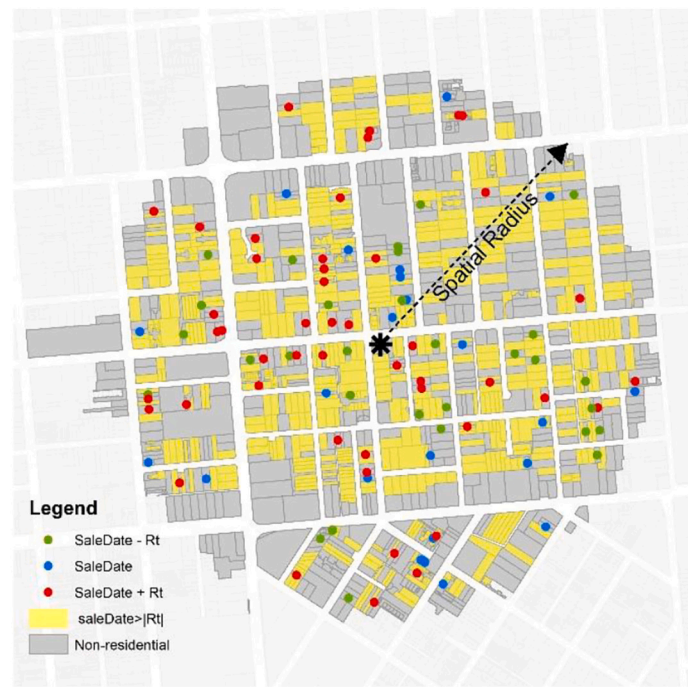 Spatial Radius
Legend
SaleDate - Rt
SaleDate
SaleDate + Rt
saleDate>|Rt|
Non-residential